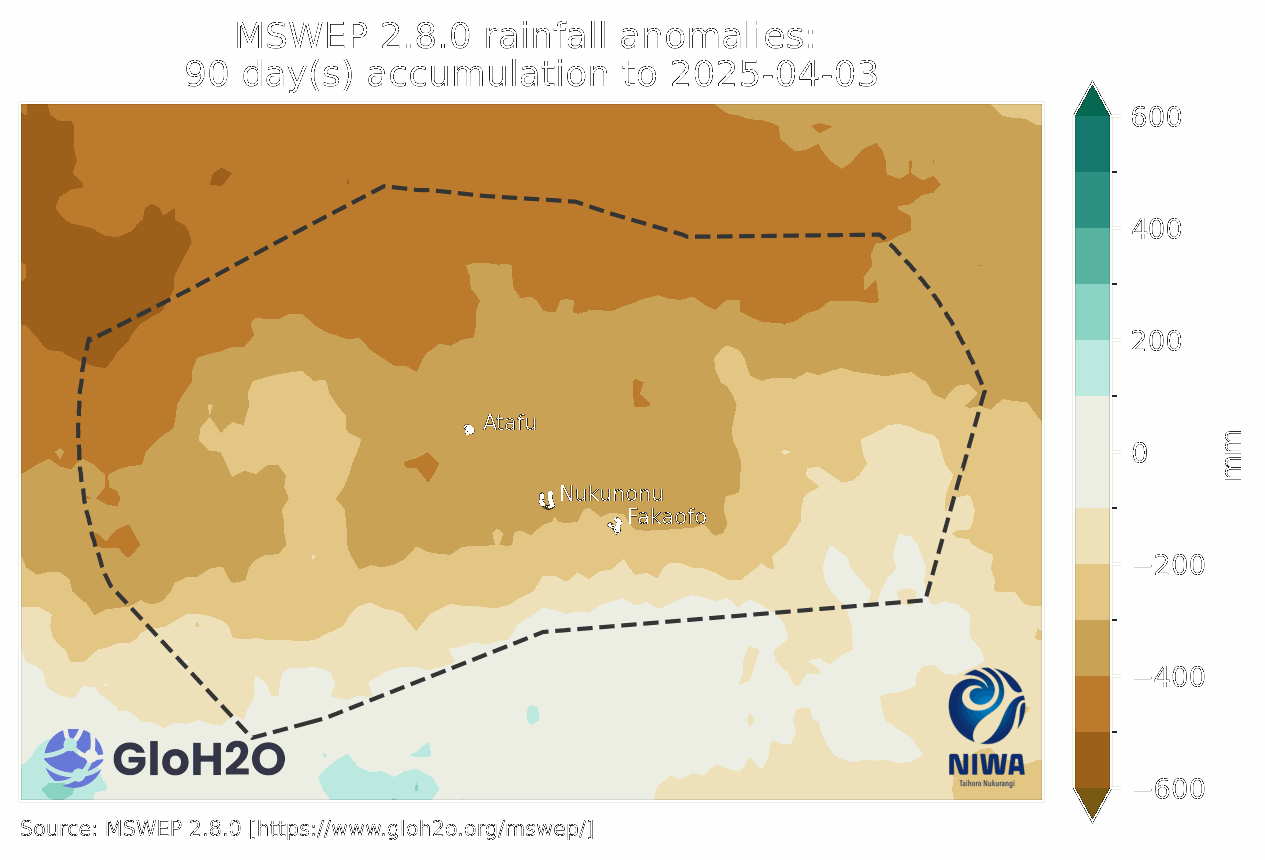 MSWEP 2.8.0 rainfall anomalies:
90 day(s) accumulation to 2025-04-03
600
400
200
0
−200
−400
−600
mm
Atafu
Nukunonu
Fakaofo
GloH2O
NIWA
Taihoro Nukurangi
Source: MSWEP 2.8.0 [https://www.gloh2o.org/mswep/]